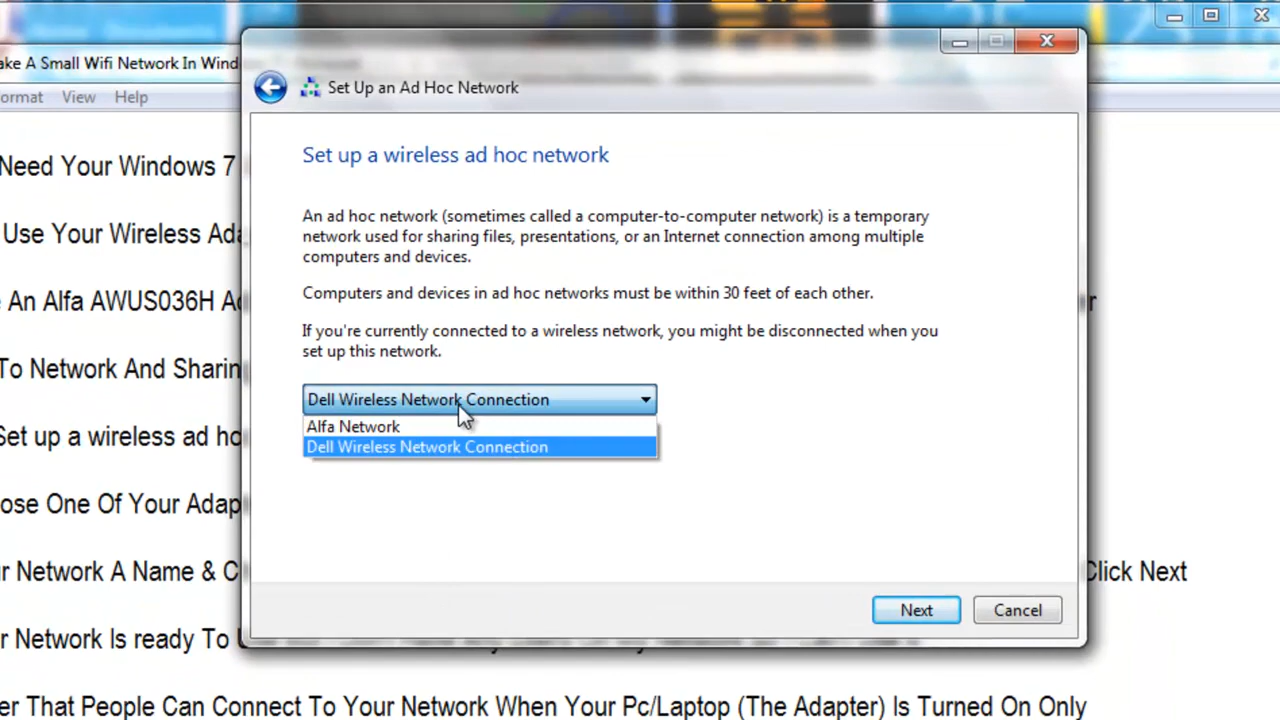 ake A Small Wifi Network In Wind
ormat View Help
Set Up an Ad Hoc Network
Need Your Windows 7
Use Your Wireless Ada
e An Alfa AWUS036H Ad
r
To Network And Sharin
Set up a wireless ad ho
ose One Of Your Adap
ur Network A Name & C
Click Next
r Network Is ready To U
er That People Can Connect To Your Network When Your Pc/Laptop (The Adapter) Is Turned On Only
Set up a wireless ad hoc network
An ad hoc network (sometimes called a computer-to-computer network) is a temporary
network used for sharing files, presentations, or an Internet connection among multiple
computers and devices.
Computers and devices in ad hoc networks must be within 30 feet of each other.
If you're currently connected to a wireless network, you might be disconnected when you
set up this network.
Dell Wireless Network Connection
Alfa Network
Dell Wireless Network Connection
Next Cancel